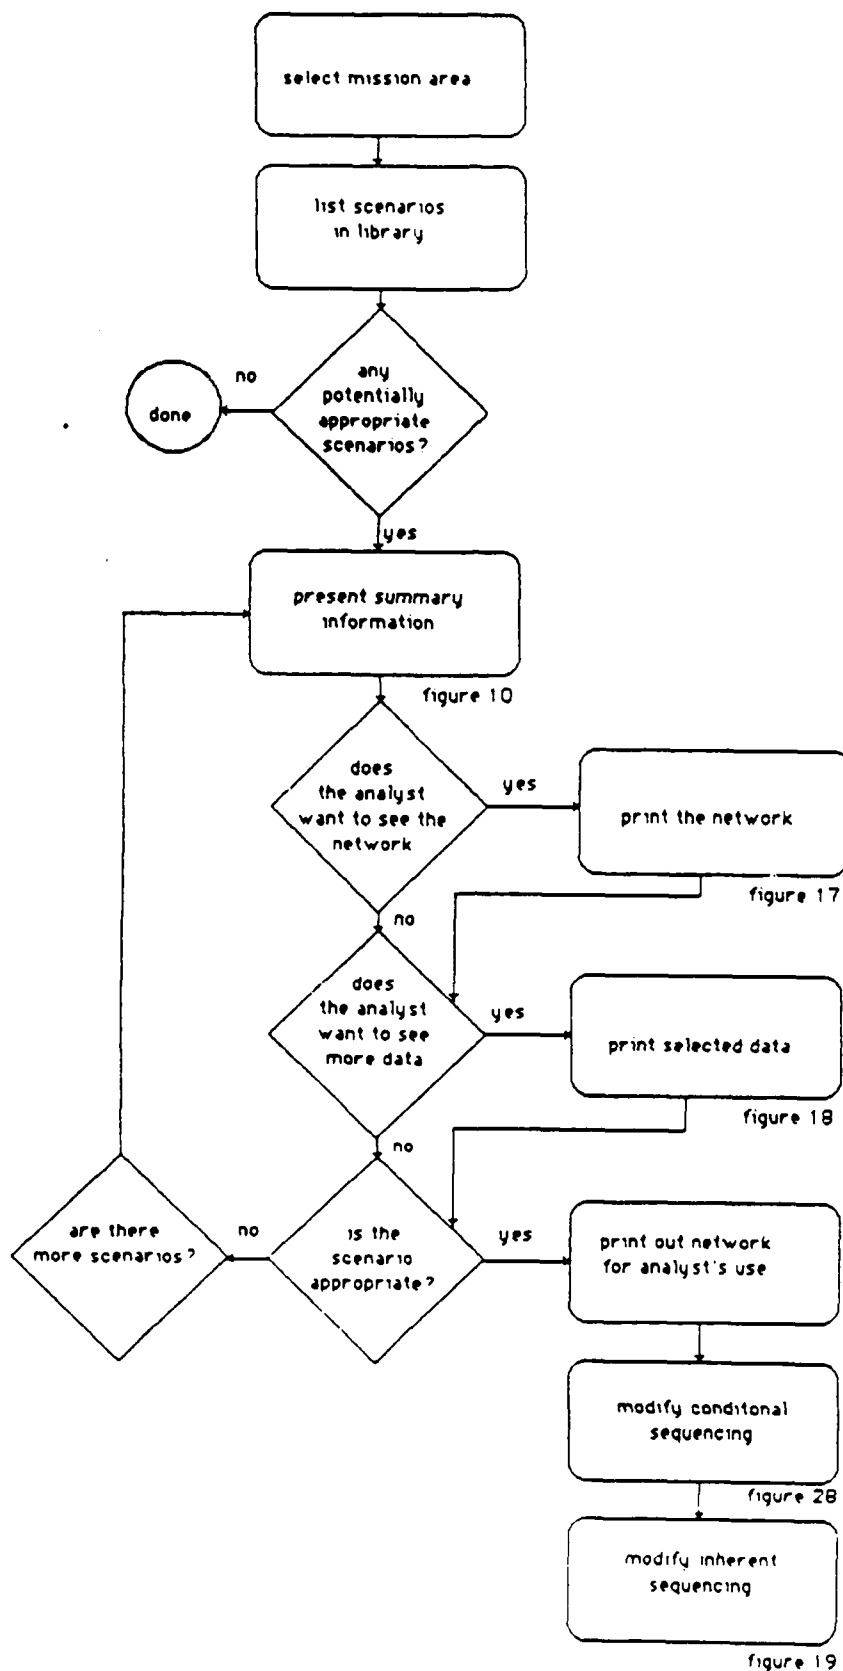 select mission area
list scenarios
in library
any
potentially
appropriate
scenarios?
no
done
yes
present summary
information
figure 10
does
the analyst
want to see the
network
yes
print the network
figure 17
no
does
the analyst
want to see
more data
yes
print selected data
figure 18
no
is the
scenario
appropriate?
no
are there
more scenarios?
yes
print out network
for analyst's use
modify conditonal
sequencing
figure 28
modify inherent
sequencing
figure 19